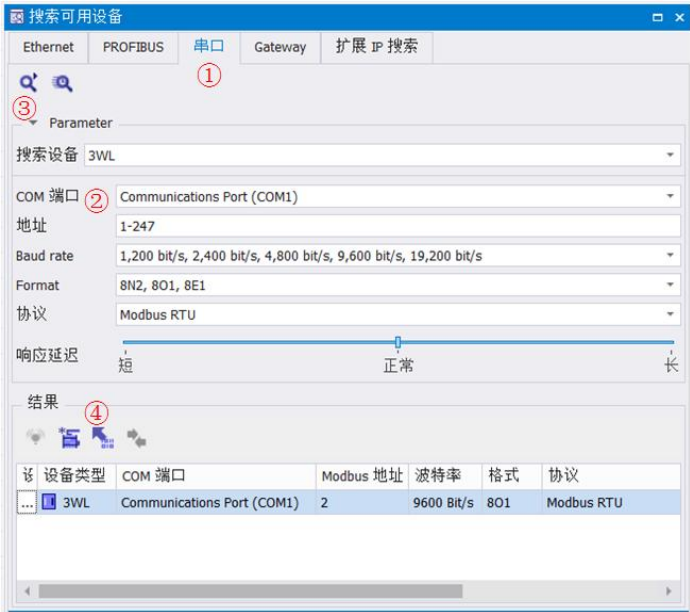 搜索可用设备
Ethernet PROFIBUS 串口 Gateway 扩展 IP 搜索
①
③
Parameter
搜索设备 3WL
COM 端口 ② Communications Port (COM1)
地址 1-247
Baud rate 1,200 bit/s, 2,400 bit/s, 4,800 bit/s, 9,600 bit/s, 19,200 bit/s
Format 8N2, 8O1, 8E1
协议 Modbus RTU
响应延迟
短 正常 长
结果
④
设备类型 COM 端口 Modbus 地址 波特率 格式 协议
... 3WL Communications Port (COM1) 2 9600 Bit/s 8O1 Modbus RTU